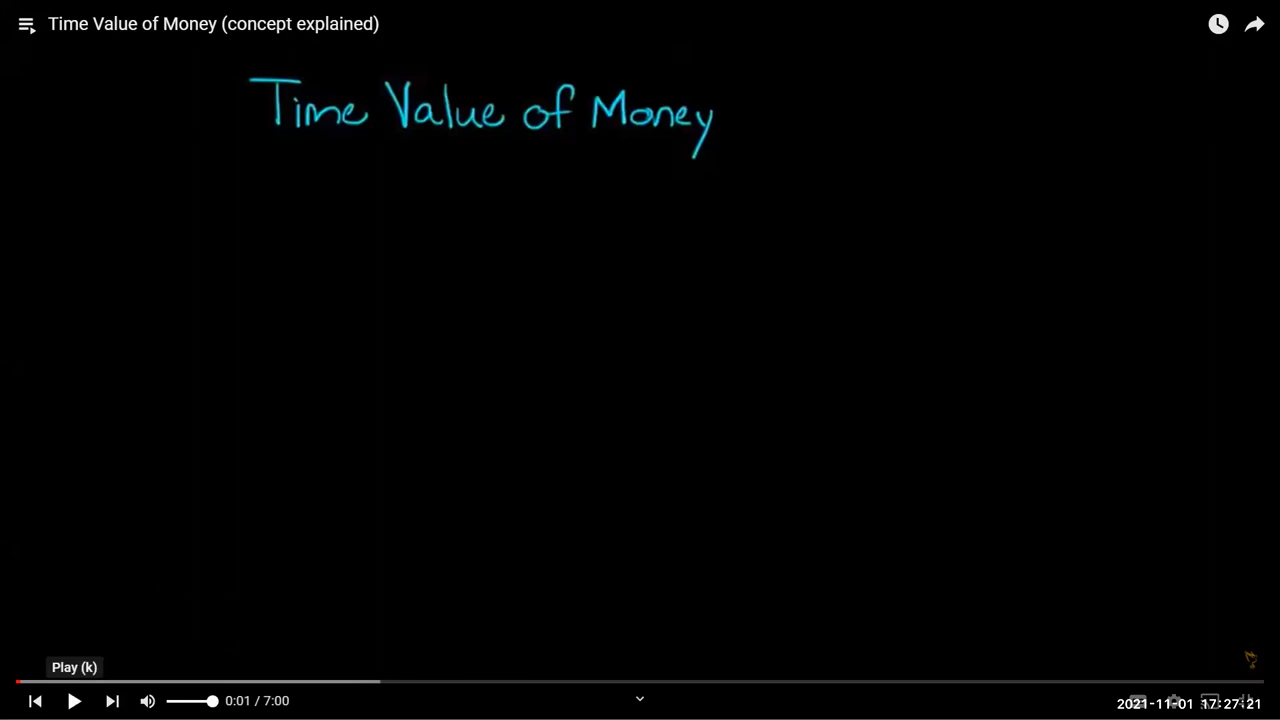 Time Value of Money (concept explained)
Time Value of Money
Play (k)
0:01 / 7:00
2021-11-01 17:27:21